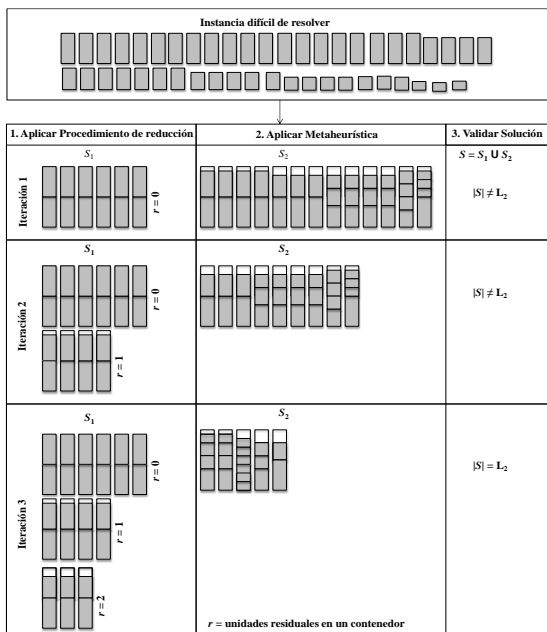 Instancia difícil de resolver
1. Aplicar Procedimiento de reducción
2. Aplicar Metaheurística
3. Validar Solución
Iteración 1
S1
r = 0
S2
S = S1 U S2
|S| ≠ L2
Iteración 2
S1
r = 0
r = 1
S2
|S| ≠ L2
Iteración 3
S1
r = 0
r = 1
r = 2
S2
|S| = L2
r = unidades residuales en un contenedor